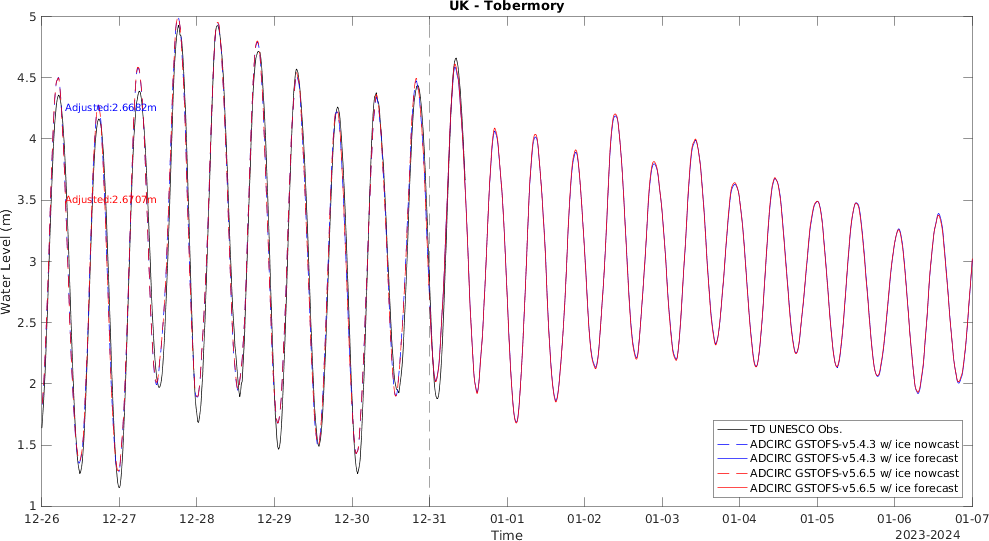 UK - Tobermory
5
4.5
4
3.5
3
2.5
2
1.5
1
Water Level (m)
Adjusted:2.6682m
Adjusted:2.6707m
TD UNESCO Obs.
ADCIRC GSTOFS-v5.4.3 w/ ice nowcast
ADCIRC GSTOFS-v5.4.3 w/ ice forecast
ADCIRC GSTOFS-v5.6.5 w/ ice nowcast
ADCIRC GSTOFS-v5.6.5 w/ ice forecast
12-26 12-27 12-28 12-29 12-30 12-31 01-01 01-02 01-03 01-04 01-05 01-06 01-07
Time
2023-2024